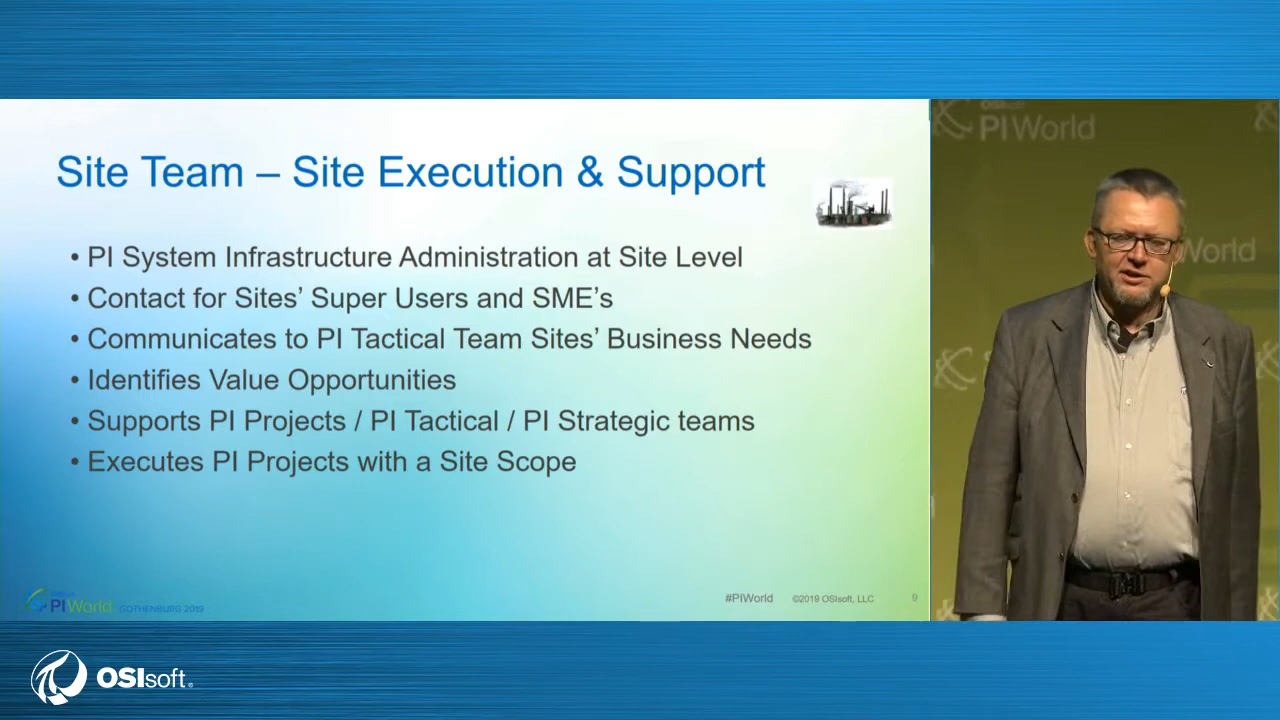 Site Team – Site Execution & Support
• PI System Infrastructure Administration at Site Level
• Contact for Sites’ Super Users and SME’s
• Communicates to PI Tactical Team Sites’ Business Needs
• Identifies Value Opportunities
• Supports PI Projects / PI Tactical / PI Strategic teams
• Executes PI Projects with a Site Scope
PI World GOTHENBURG 2019
#PIWorld ©2019 OSIsoft, LLC 9
OSIsoft
PI World
World
OSIsoft®